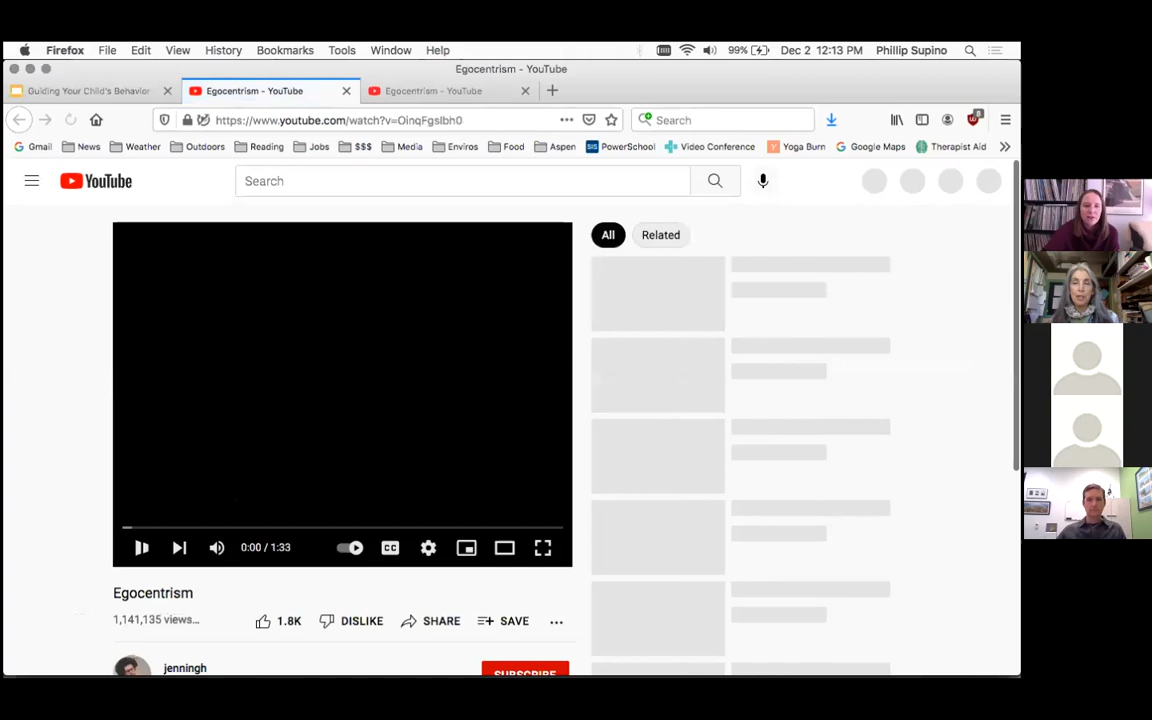 Firefox File Edit View History Bookmarks Tools Window Help 99% Dec 2 12:13 PM Phillip Supino
Egocentrism - YouTube
Guiding Your Child's Behavior Egocentrism - YouTube Egocentrism - YouTube
https://www.youtube.com/watch?v=OinqFgsIbh0 Search
Gmail News Weather Outdoors Reading Jobs $$$ Media Enviros Food Aspen SIS PowerSchool Video Conference Yoga Burn Google Maps Therapist Aid
YouTube Search
All Related
CC
0:00 / 1:33
Egocentrism
1,141,135 views...
1.8K DISLIKE SHARE SAVE
jenningh
SUBSCRIBE